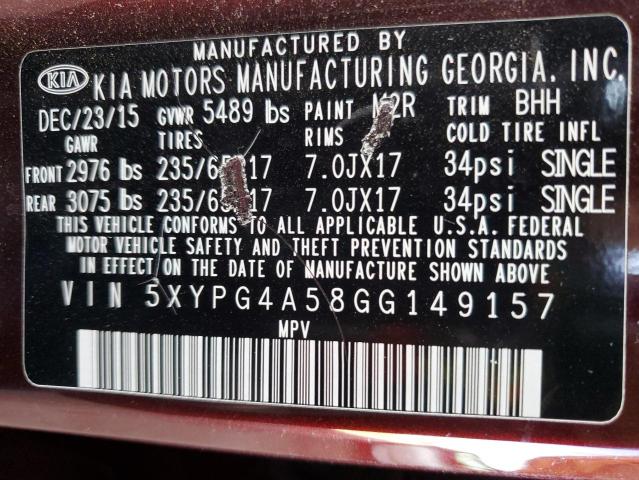 MANUFACTURED BY
KIA KIA MOTORS MANUFACTURING GEORGIA, INC.
DEC/23/15 GVWR 5489 lbs PAINT TRIM BHH
GAWR TIRES RIMS COLD TIRE INFL
FRONT 2976 lbs 7.0JX17 34psi SINGLE
REAR 3075 lbs 7.0JX17 34psi SINGLE
THIS VEHICLE CONFORMS TO ALL APPLICABLE U.S.A. FEDERAL
MOTOR VEHICLE SAFETY AND THEFT PREVENTION STANDARDS
IN EFFECT ON THE DATE OF MANUFACTURE SHOWN ABOVE
VIN 5XYPG4A58GG149157
MPV